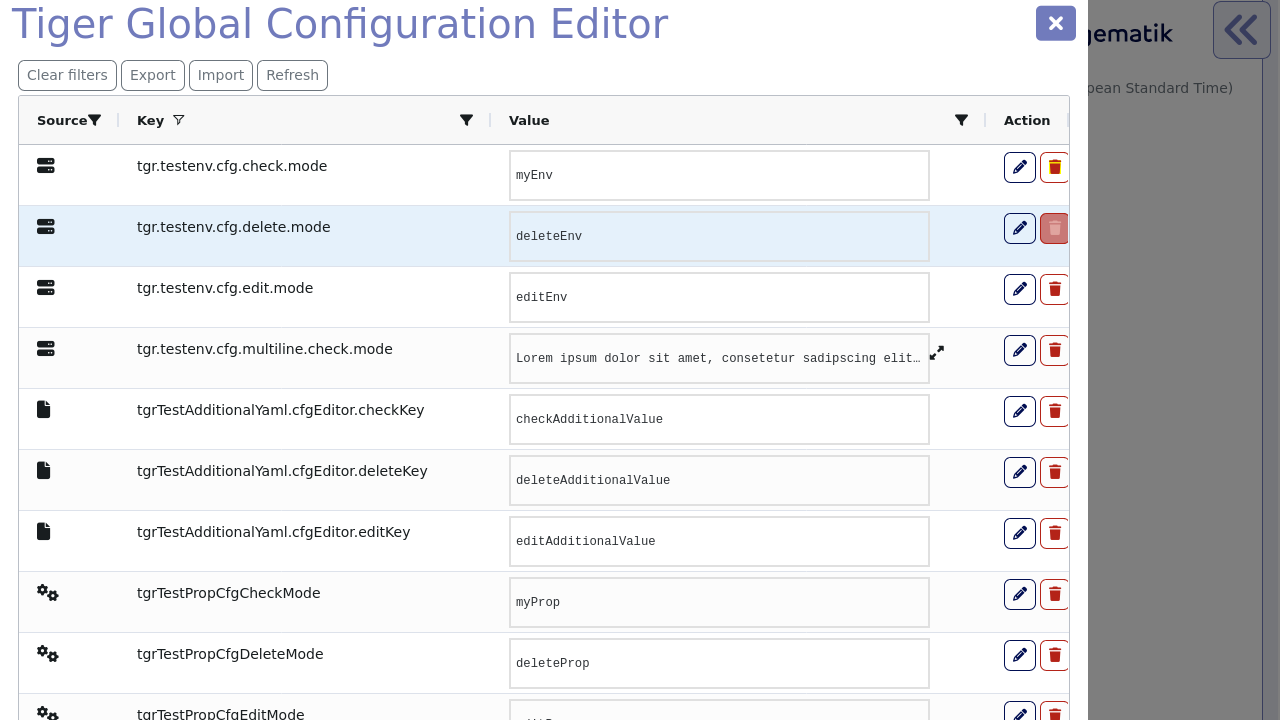 Tiger Global Configuration Editor
gematik
pean Standard Time)
Clear filters Export Import Refresh
Source Key Value Action
tgr.testenv.cfg.check.mode myEnv
tgr.testenv.cfg.delete.mode deleteEnv
tgr.testenv.cfg.edit.mode editEnv
tgr.testenv.cfg.multiline.check.mode Lorem ipsum dolor sit amet, consetetur sadipscing elit…
tgrTestAdditionalYaml.cfgEditor.checkKey checkAdditionalValue
tgrTestAdditionalYaml.cfgEditor.deleteKey deleteAdditionalValue
tgrTestAdditionalYaml.cfgEditor.editKey editAdditionalValue
tgrTestPropCfgCheckMode myProp
tgrTestPropCfgDeleteMode deleteProp
tgrTestPropCfgEditMode